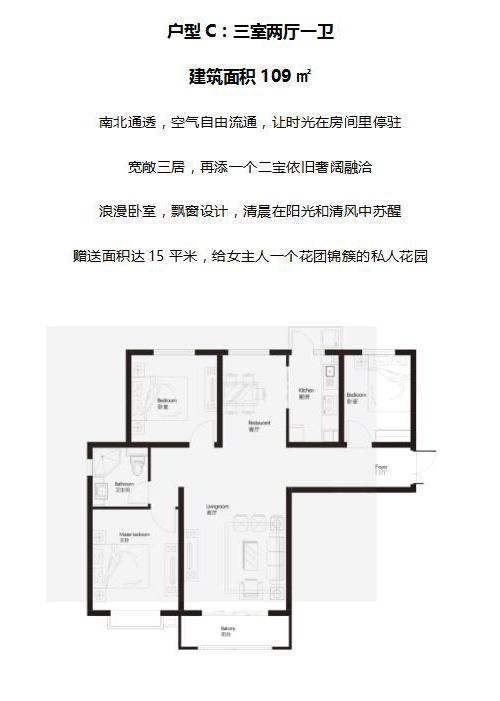 户型 C：三室两厅一卫
建筑面积 109 ㎡
南北通透，空气自由流通，让时光在房间里停驻
宽敞三居，再添一个二宝依旧奢阔融洽
浪漫卧室，飘窗设计，清晨在阳光和清风中苏醒
赠送面积达 15 平米，给女主人一个花团锦簇的私人花园
Kitchen
厨房
Bedroom
卧室
Bedroom
卧室
Restaurant
餐厅
Foyer
门厅
Bathroom
卫生间
Livingroom
客厅
Master bedroom
主卧
Balcony
阳台